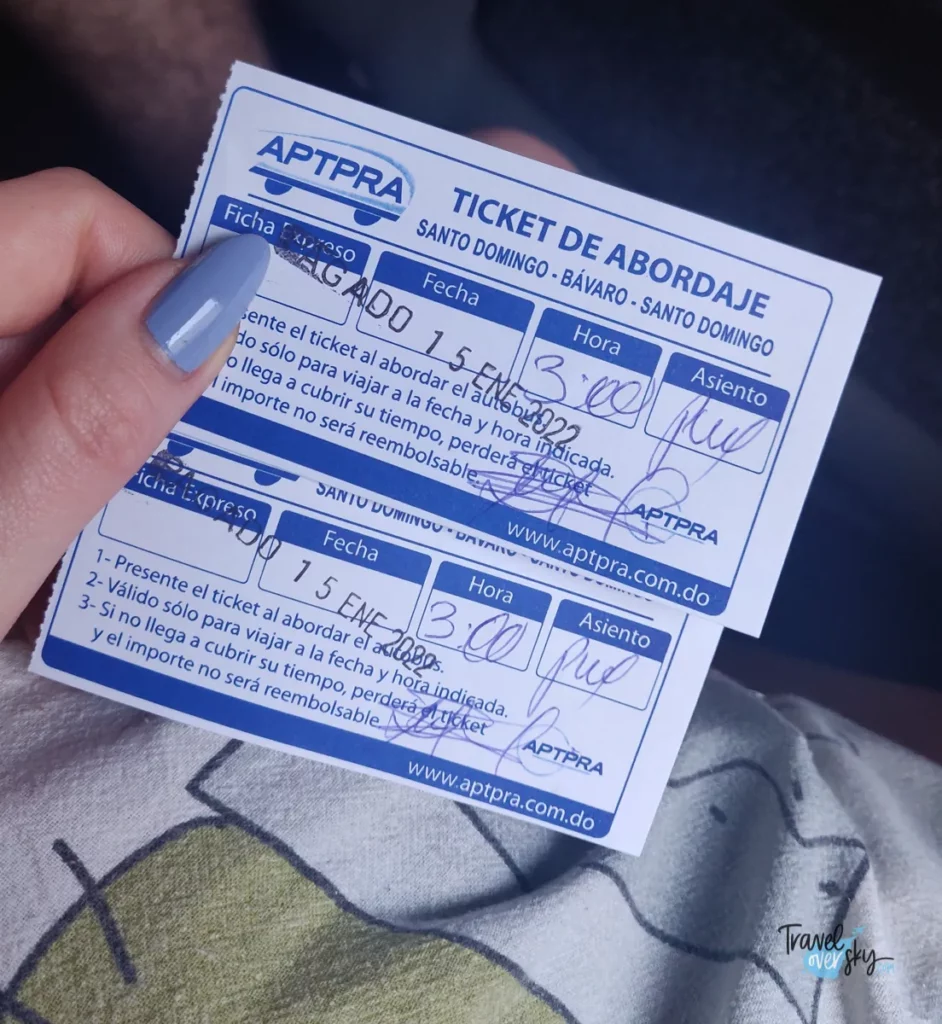 APTPRA
TICKET DE ABORDAJE
SANTO DOMINGO - BÁVARO - SANTO DOMINGO
Ficha Expreso
Fecha
Hora
Asiento
PAGADO 15 ENE 2022
3:00
sente el ticket al abordar el autobús.
do sólo para viajar a la fecha y hora indicada.
o llega a cubrir su tiempo, perderá el ticket
l importe no será reembolsable
APTPRA
www.aptpra.com.do
SANTO DOMINGO - BÁVARO - SANTO DOMINGO
Ficha Expreso
Fecha
Hora
Asiento
PAGADO 15 ENE 2022
3:00
1- Presente el ticket al abordar el autobús.
2- Válido sólo para viajar a la fecha y hora indicada.
3- Si no llega a cubrir su tiempo, perderá el ticket
y el importe no será reembolsable
APTPRA
www.aptpra.com.do
Travel
over sky